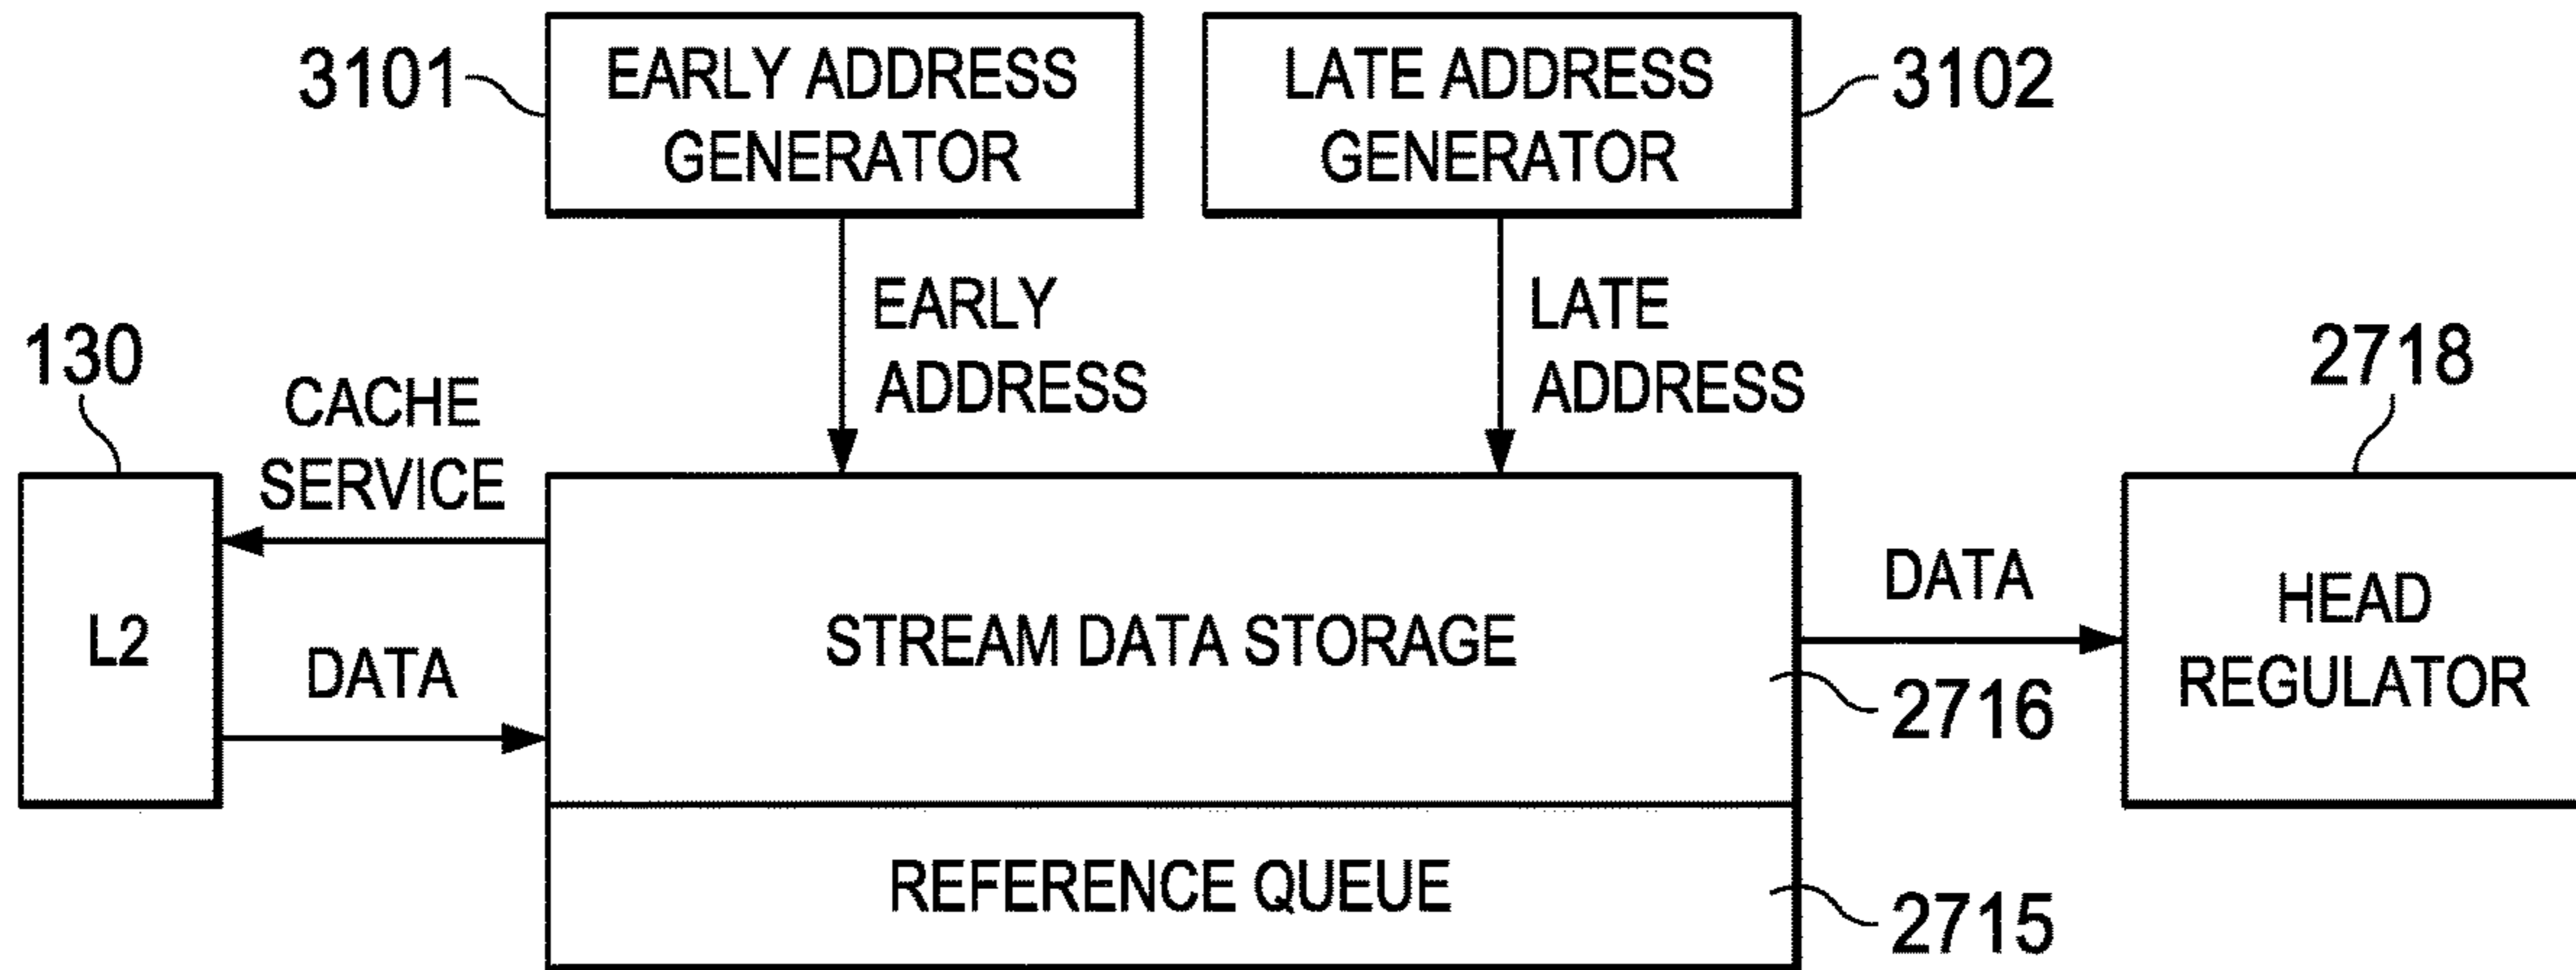 3101
EARLY ADDRESS
GENERATOR
LATE ADDRESS
GENERATOR
3102
EARLY
ADDRESS
LATE
ADDRESS
130
CACHE
SERVICE
2718
L2
DATA
STREAM DATA STORAGE
DATA
HEAD
REGULATOR
2716
REFERENCE QUEUE
2715